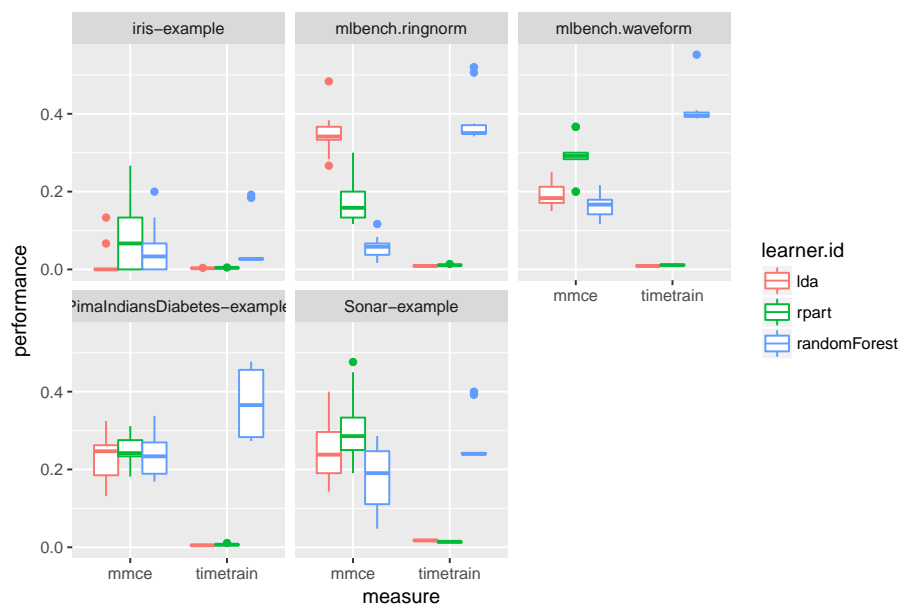 iris−example
mlbench.ringnorm
mlbench.waveform
0.4
0.2
0.0
mmce
timetrain
PimaIndiansDiabetes−example
Sonar−example
0.4
0.2
0.0
mmce
timetrain
mmce
timetrain
performance
measure
learner.id
lda
rpart
randomForest